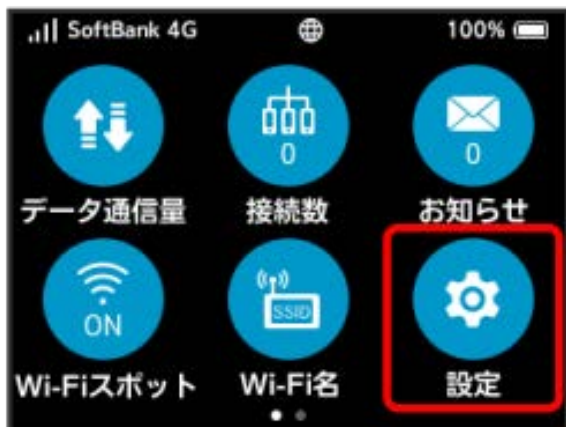 SoftBank 4G 100%
0 0
データ通信量 接続数 お知らせ
ON SSID
Wi-Fiスポット Wi-Fi名 設定